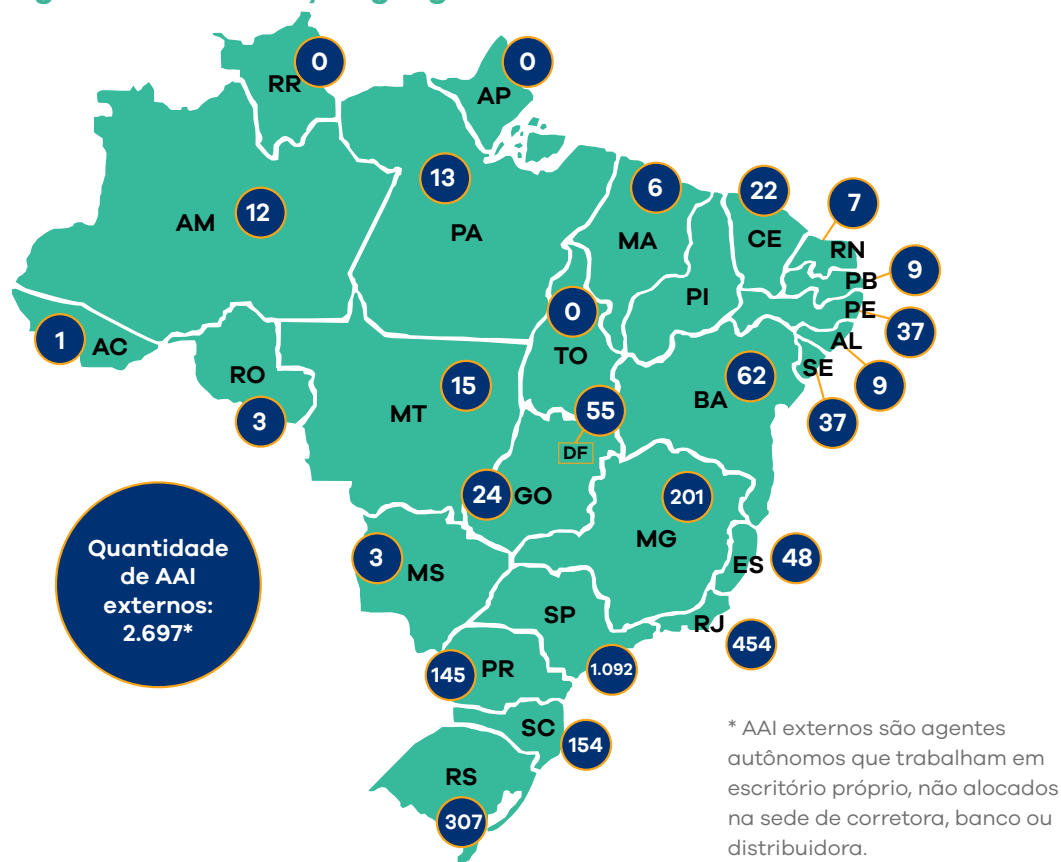 0
RR
0
AP
13
PA
12
AM
6
MA
22
CE
7
RN
9
PB
PE
37
PI
0
TO
AL
9
SE
37
1
AC
RO
3
15
MT
62
BA
55
DF
24
GO
201
MG
48
ES
3
MS
SP
RJ
454
1.092
145
PR
SC
154
RS
307
Quantidade
de AAI
externos:
2.697*
* AAI externos são agentes
autônomos que trabalham em
escritório próprio, não alocados
na sede de corretora, banco ou
distribuidora.